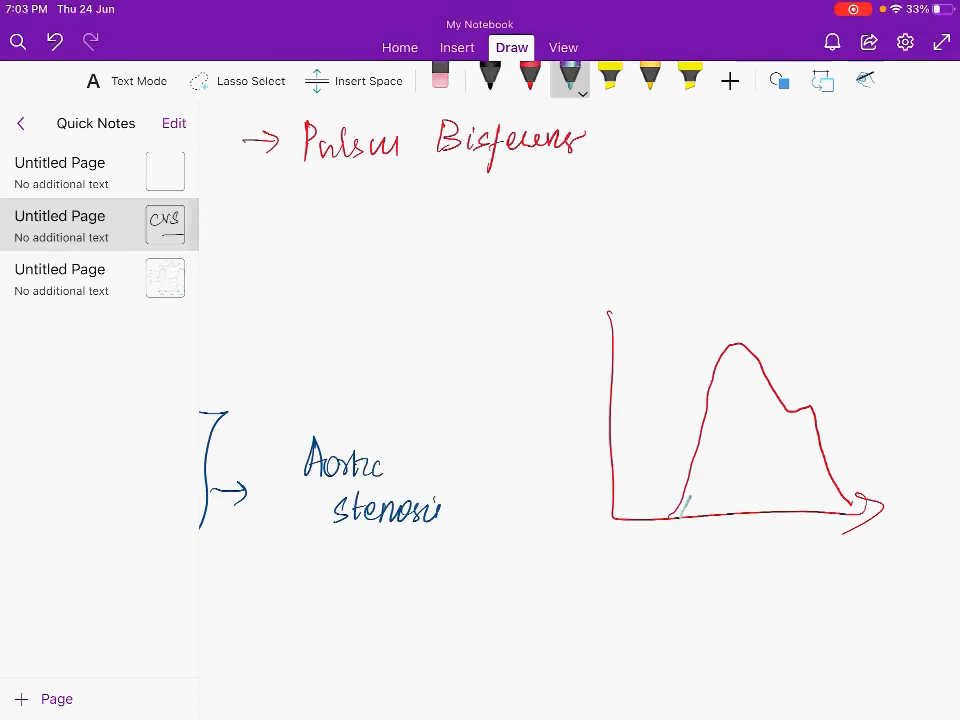 7:03 PM Thu 24 Jun 33%
My Notebook
Home Insert Draw View
Text Mode Lasso Select Insert Space
Quick Notes Edit
Untitled Page
No additional text
Untitled Page
No additional text
CNS
Untitled Page
No additional text
→ Pulsus Bisferiens
→ Aortic
stenosi
+ Page